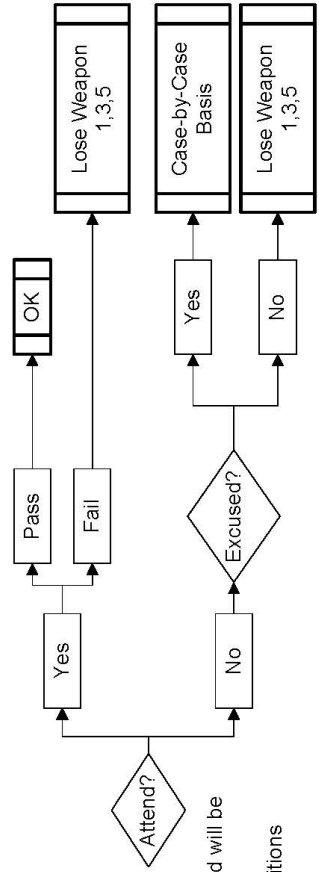 Attend?
Yes
No
Pass
Fail
Excused?
Yes
No
OK
Lose Weapon
1,3,5
Case-by-Case
Basis
Lose Weapon
1,3,5
d will be
itions